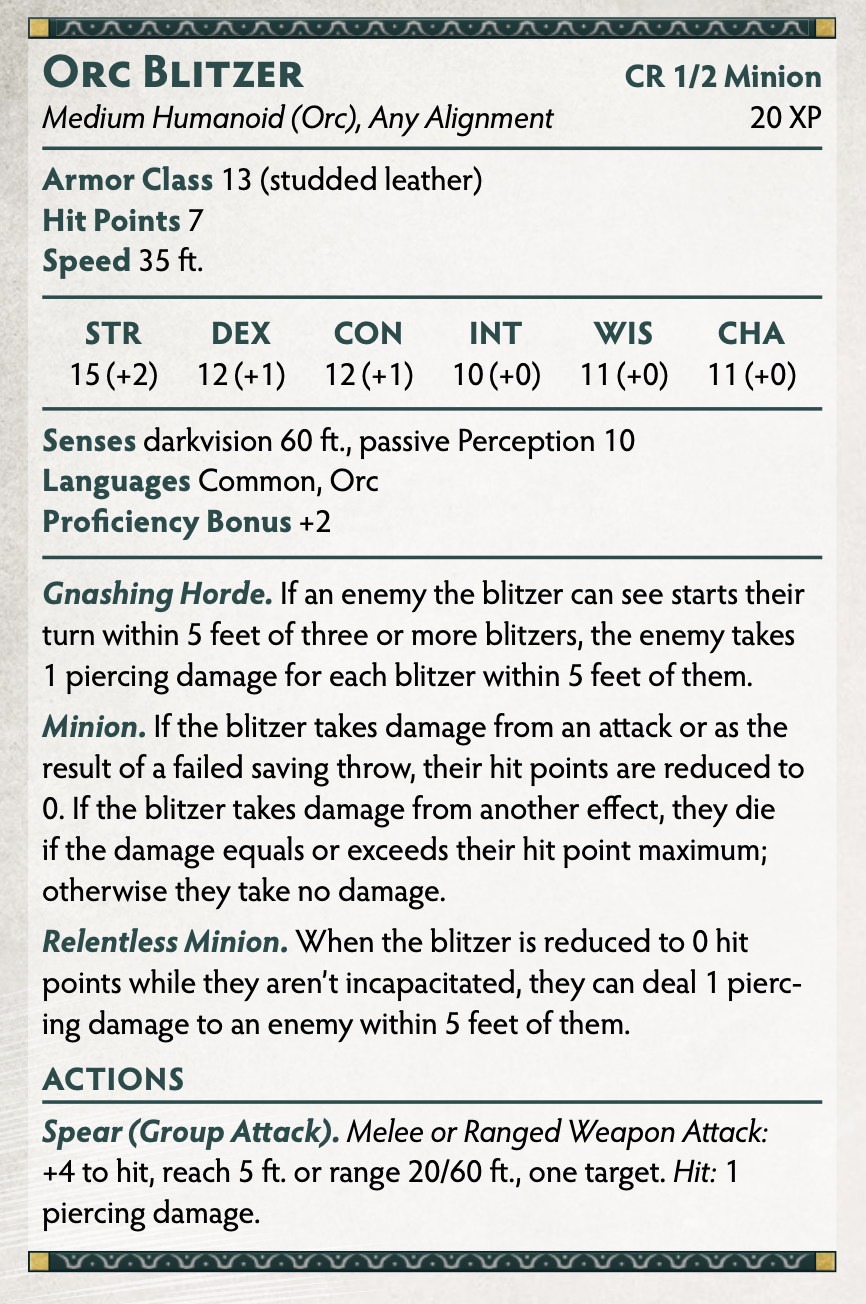 Orc Blitzer CR 1/2 Minion
Medium Humanoid (Orc), Any Alignment 20 XP
Armor Class 13 (studded leather)
Hit Points 7
Speed 35 ft.
STR DEX CON INT WIS CHA
15 (+2) 12 (+1) 12 (+1) 10 (+0) 11 (+0) 11 (+0)
Senses darkvision 60 ft., passive Perception 10
Languages Common, Orc
Proficiency Bonus +2
Gnashing Horde. If an enemy the blitzer can see starts their
turn within 5 feet of three or more blitzers, the enemy takes
1 piercing damage for each blitzer within 5 feet of them.
Minion. If the blitzer takes damage from an attack or as the
result of a failed saving throw, their hit points are reduced to
0. If the blitzer takes damage from another effect, they die
if the damage equals or exceeds their hit point maximum;
otherwise they take no damage.
Relentless Minion. When the blitzer is reduced to 0 hit
points while they aren't incapacitated, they can deal 1 pierc-
ing damage to an enemy within 5 feet of them.
ACTIONS
Spear (Group Attack). Melee or Ranged Weapon Attack:
+4 to hit, reach 5 ft. or range 20/60 ft., one target. Hit: 1
piercing damage.